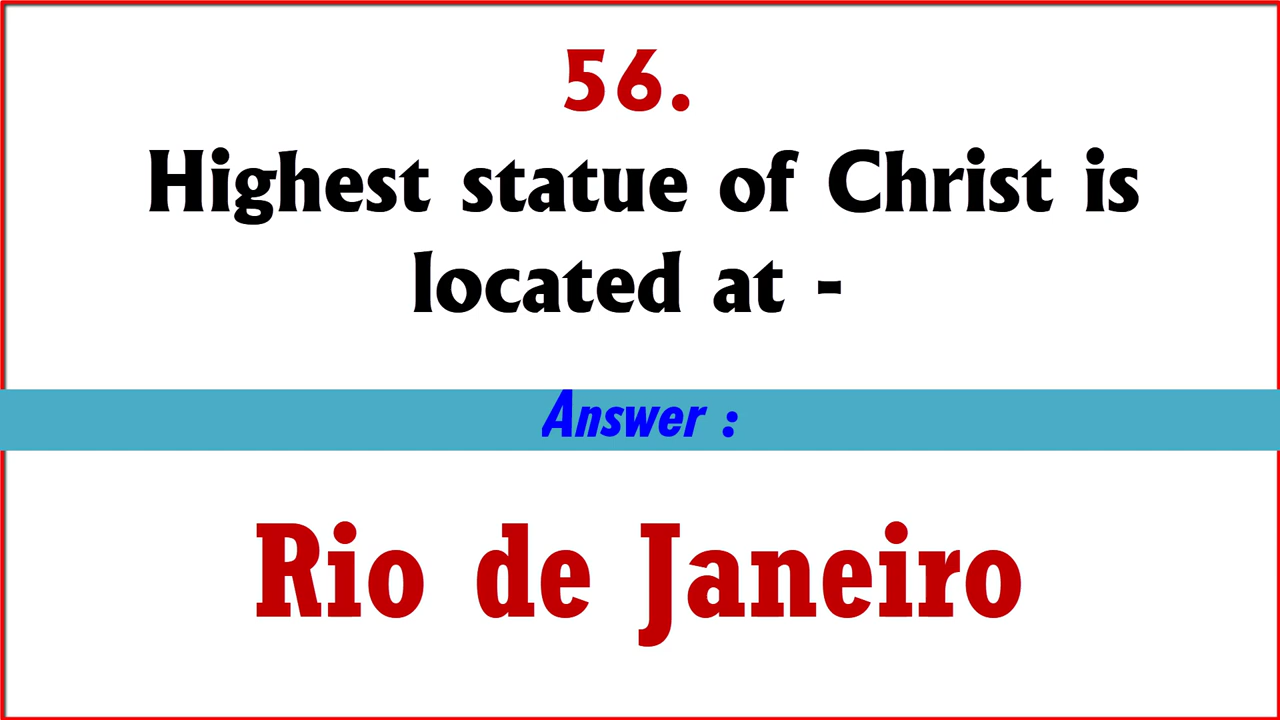 56.
Highest statue of Christ is
located at -
Answer :
Rio de Janeiro